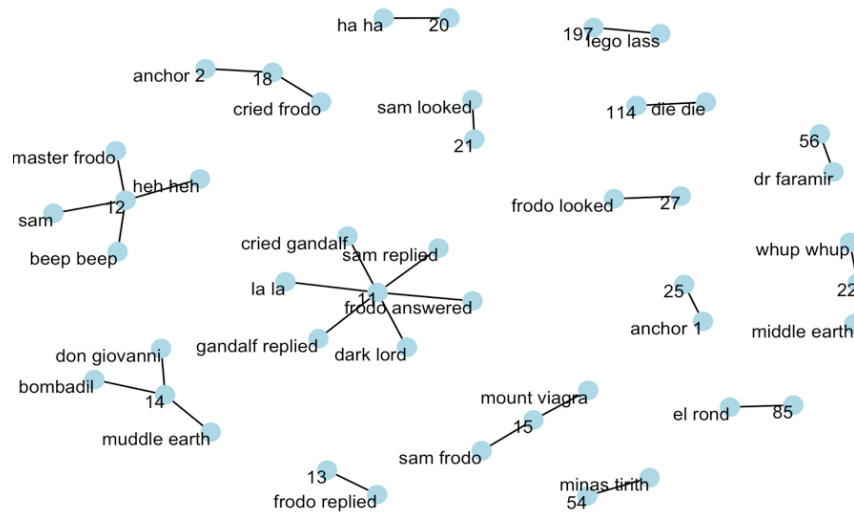 ha ha
20
197
lego lass
anchor 2
18
cried frodo
sam looked
21
114
die die
56
dr faramir
master frodo
heh heh
12
sam
beep beep
frodo looked
27
cried gandalf
sam replied
la la
11
frodo answered
gandalf replied
dark lord
whup whup
22
middle earth
25
anchor 1
don giovanni
bombadil
14
muddle earth
mount viagra
15
sam frodo
el rond
85
13
frodo replied
minas tirith
54